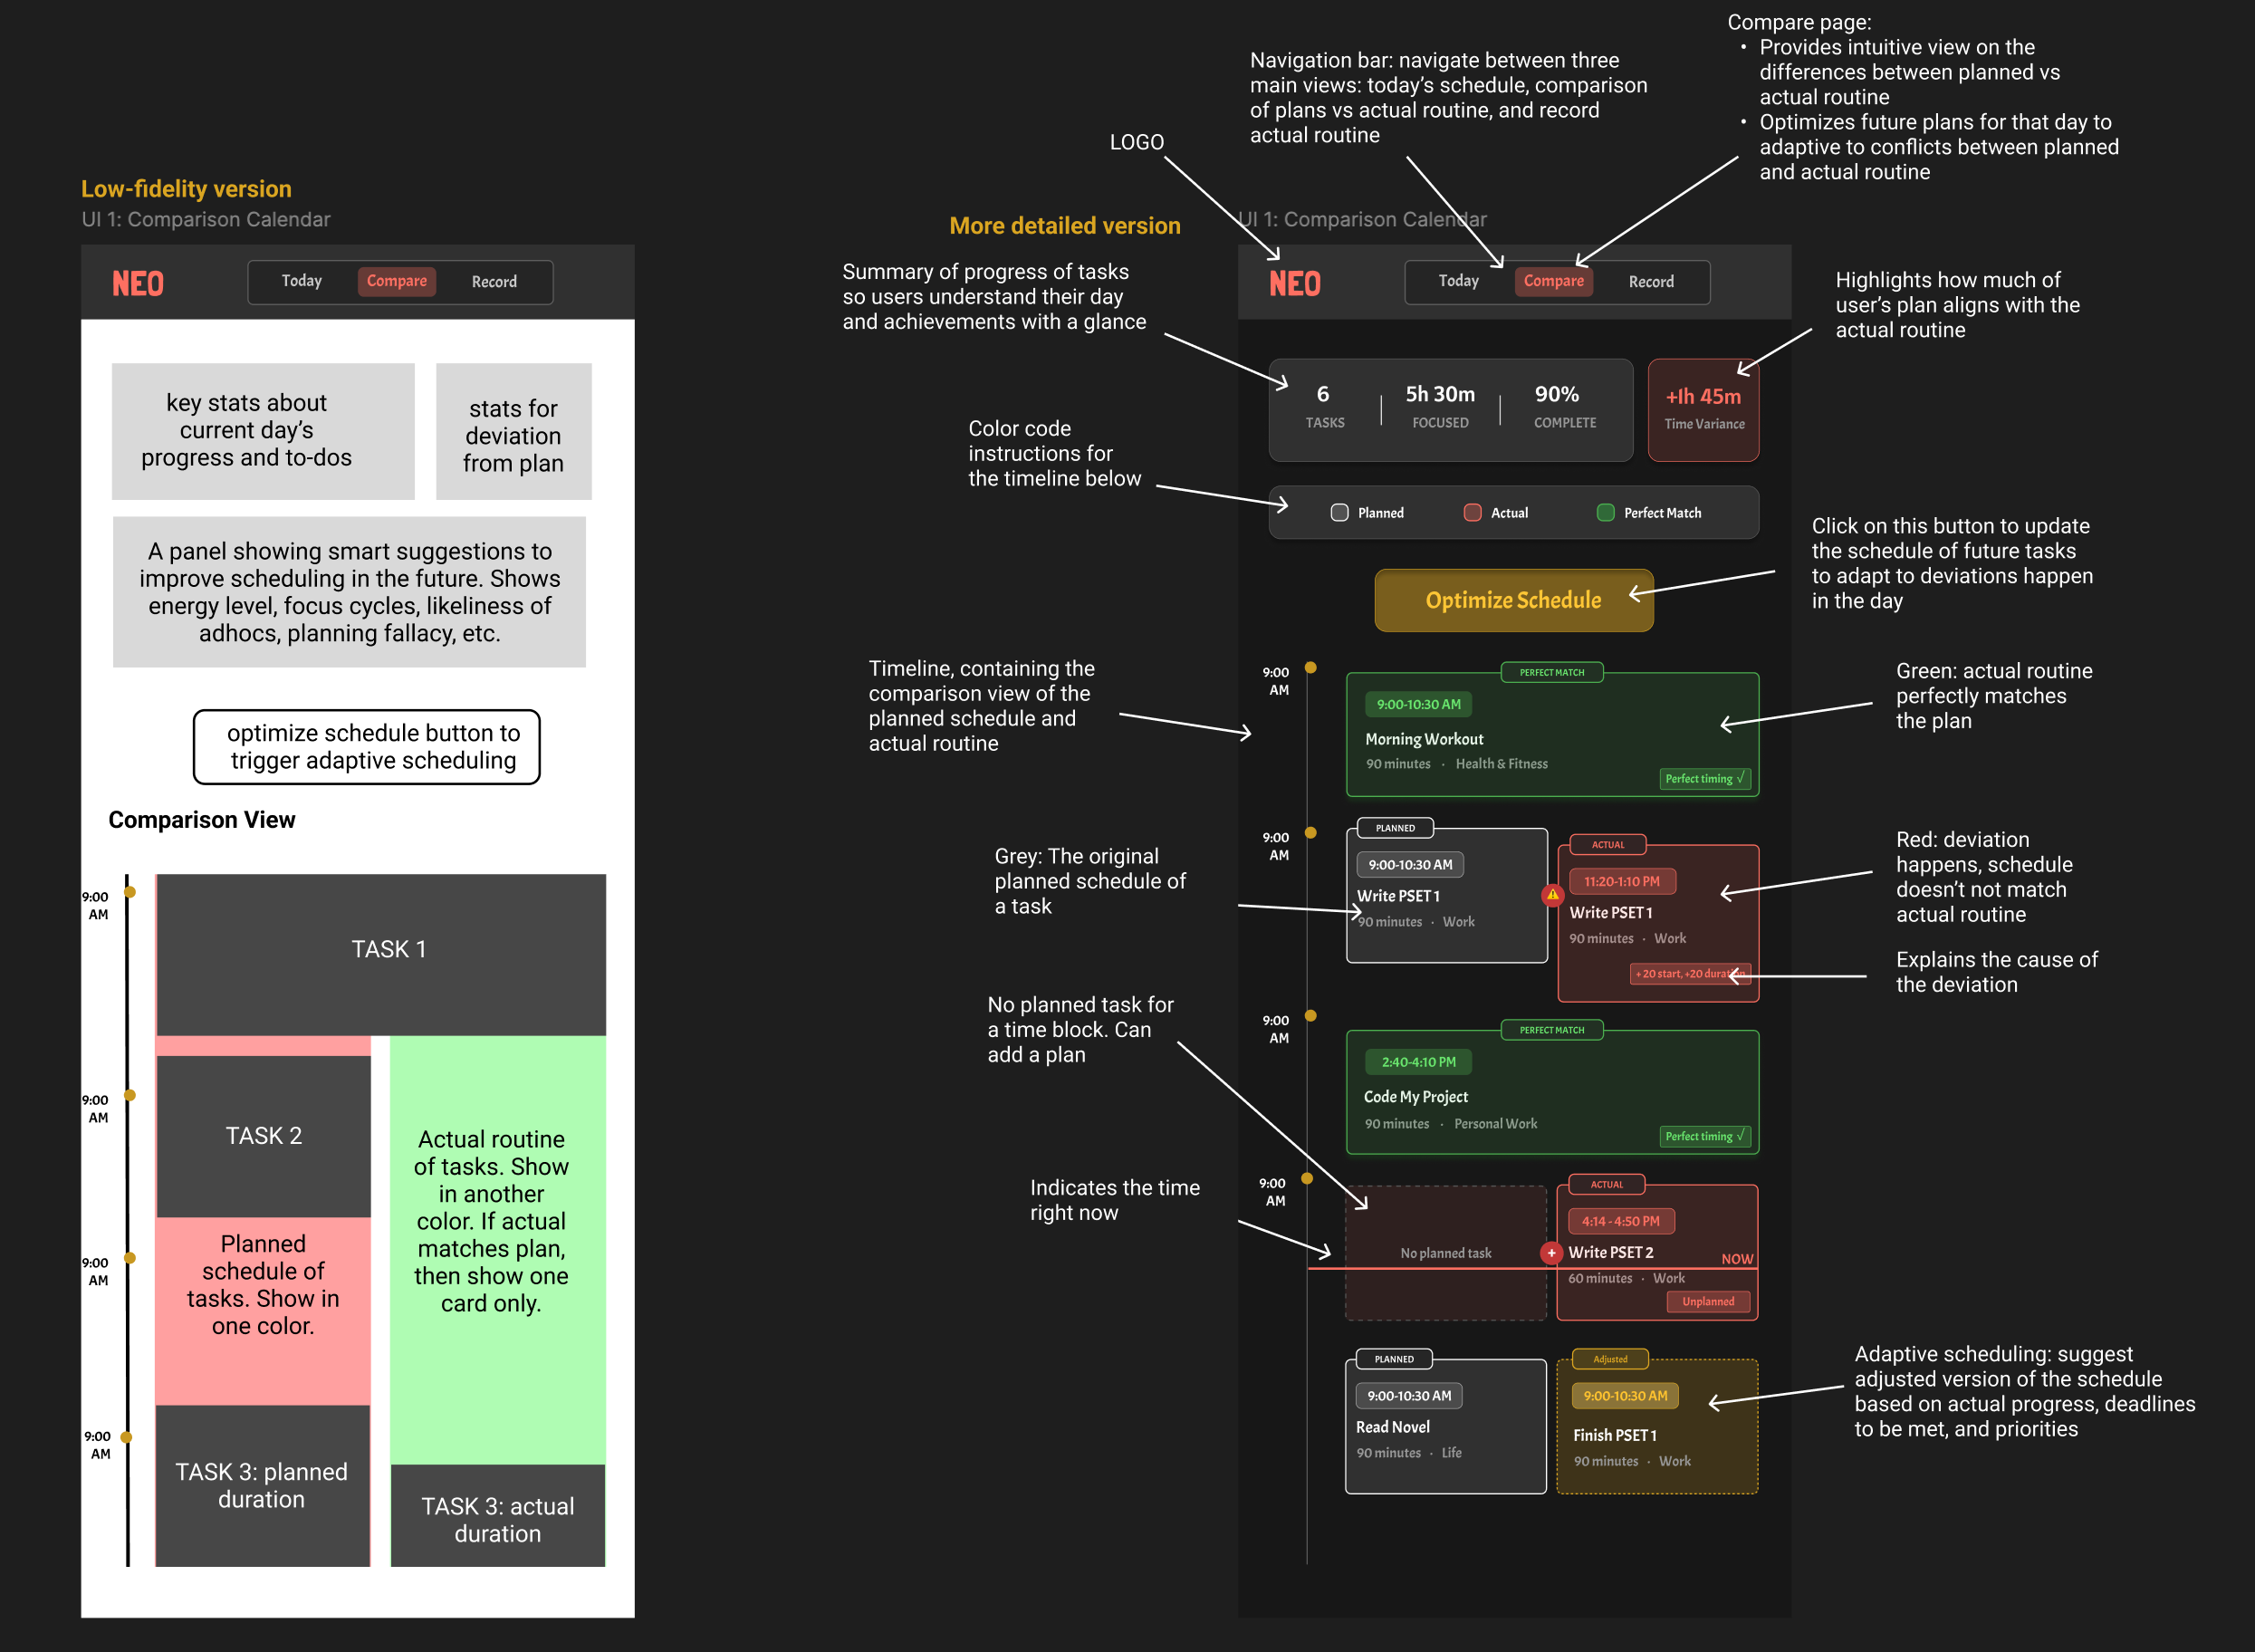 Low-fidelity version
UI 1: Comparison Calendar
NEO
Today
Compare
Record
key stats about
current day’s
progress and to-dos
stats for
deviation
from plan
A panel showing smart suggestions to
improve scheduling in the future. Shows
energy level, focus cycles, likeliness of
adhocs, planning fallacy, etc.
optimize schedule button to
trigger adaptive scheduling
Comparison View
9:00
AM
TASK 1
9:00
AM
TASK 2
9:00
AM
Planned
schedule of
tasks. Show in
one color.
Actual routine
of tasks. Show
in another
color. If actual
matches plan,
then show one
card only.
9:00
AM
TASK 3: planned
duration
TASK 3: actual
duration
More detailed version
UI 1: Comparison Calendar
LOGO
Navigation bar: navigate between three
main views: today’s schedule, comparison
of plans vs actual routine, and record
actual routine
Compare page:
• Provides intuitive view on the
differences between planned vs
actual routine
• Optimizes future plans for that day to
adaptive to conflicts between planned
and actual routine
NEO
Today
Compare
Record
Summary of progress of tasks
so users understand their day
and achievements with a glance
Highlights how much of
user’s plan aligns with the
actual routine
6
TASKS
5h 30m
FOCUSED
90%
COMPLETE
+1h 45m
Time Variance
Color code
instructions for
the timeline below
Planned
Actual
Perfect Match
Click on this button to update
the schedule of future tasks
to adapt to deviations happen
in the day
Optimize Schedule
Timeline, containing the
comparison view of the
planned schedule and
actual routine
9:00
AM
PERFECT MATCH
9:00-10:30 AM
Morning Workout
90 minutes · Health & Fitness
Perfect timing √
Green: actual routine
perfectly matches
the plan
Grey: The original
planned schedule of
a task
9:00
AM
PLANNED
9:00-10:30 AM
Write PSET 1
90 minutes · Work
ACTUAL
11:20-1:10 PM
Write PSET 1
90 minutes · Work
+ 20 start, +20 duration
Red: deviation
happens, schedule
doesn’t not match
actual routine
Explains the cause of
the deviation
No planned task for
a time block. Can
add a plan
9:00
AM
PERFECT MATCH
2:40-4:10 PM
Code My Project
90 minutes · Personal Work
Perfect timing √
Indicates the time
right now
9:00
AM
No planned task
ACTUAL
4:14 - 4:50 PM
+
Write PSET 2
NOW
60 minutes · Work
Unplanned
PLANNED
9:00-10:30 AM
Read Novel
90 minutes · Life
Adjusted
9:00-10:30 AM
Finish PSET 1
90 minutes · Work
Adaptive scheduling: suggest
adjusted version of the schedule
based on actual progress, deadlines
to be met, and priorities